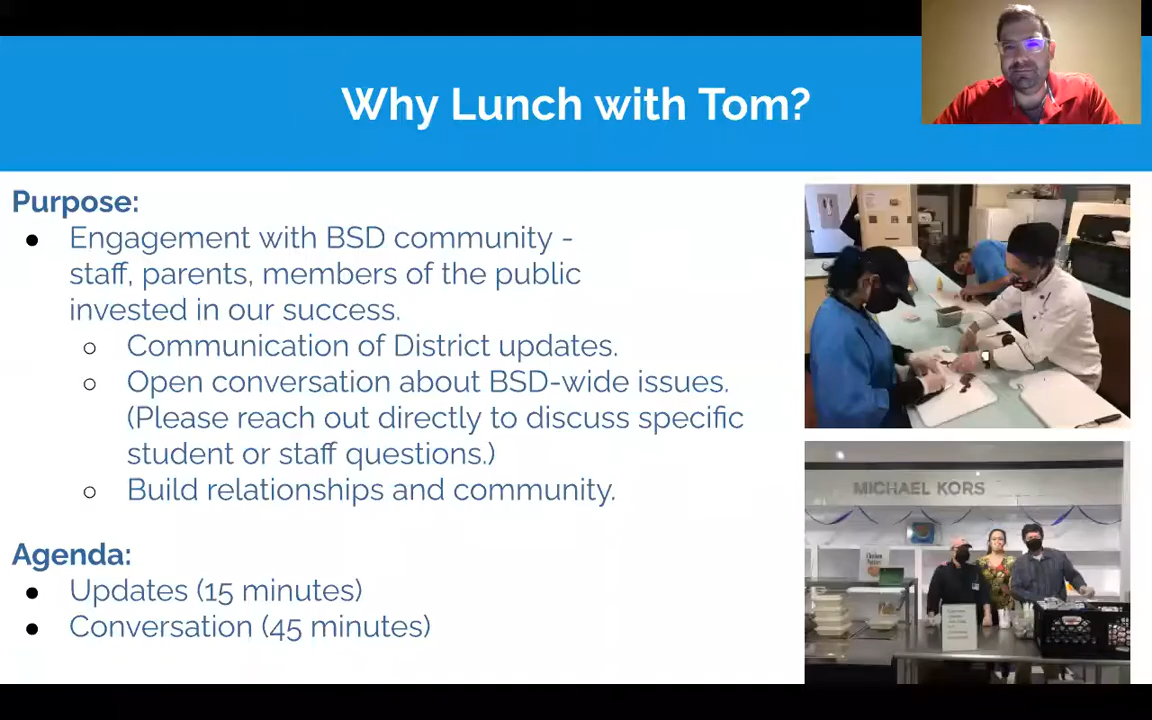 Why Lunch with Tom?
Purpose:
● Engagement with BSD community -
staff, parents, members of the public
invested in our success.
○ Communication of District updates.
○ Open conversation about BSD-wide issues.
(Please reach out directly to discuss specific
student or staff questions.)
○ Build relationships and community.
Agenda:
● Updates (15 minutes)
● Conversation (45 minutes)
MICHAEL KORS